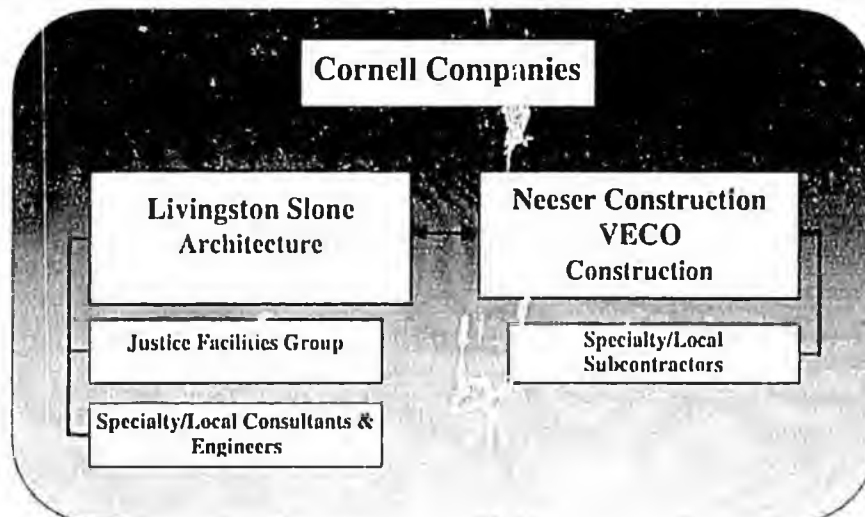 Cornell Companies
Livingston Slone
Architecture
Neeser Construction
VECO
Construction
Justice Facilities Group
Specialty/Local
Subcontractors
Specialty/Local Consultants &
Engineers